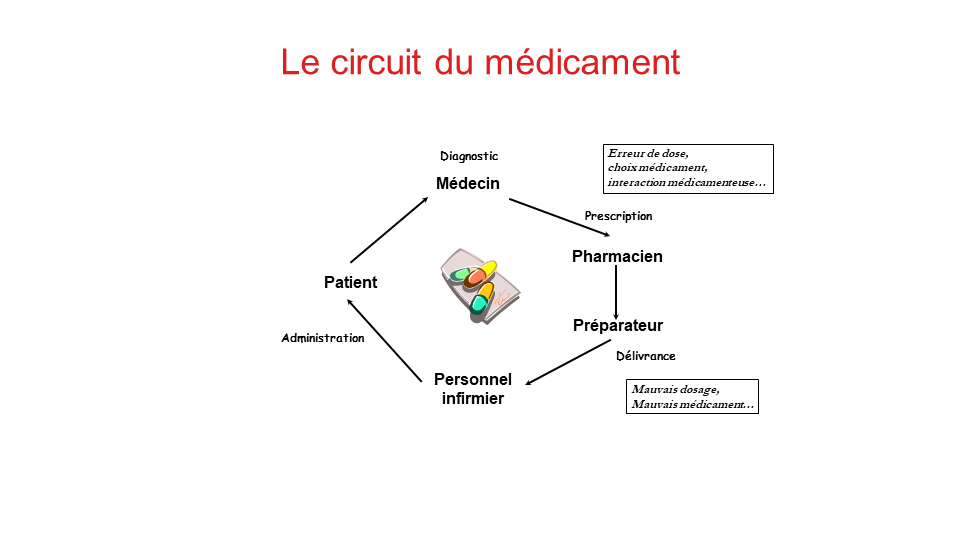 Le circuit du médicament
Diagnostic
Médecin
Erreur de dose,
choix médicament,
interaction médicamenteuse…
Prescription
Pharmacien
Patient
Préparateur
Administration
Délivrance
Personnel
infirmier
Mauvais dosage,
Mauvais médicament…